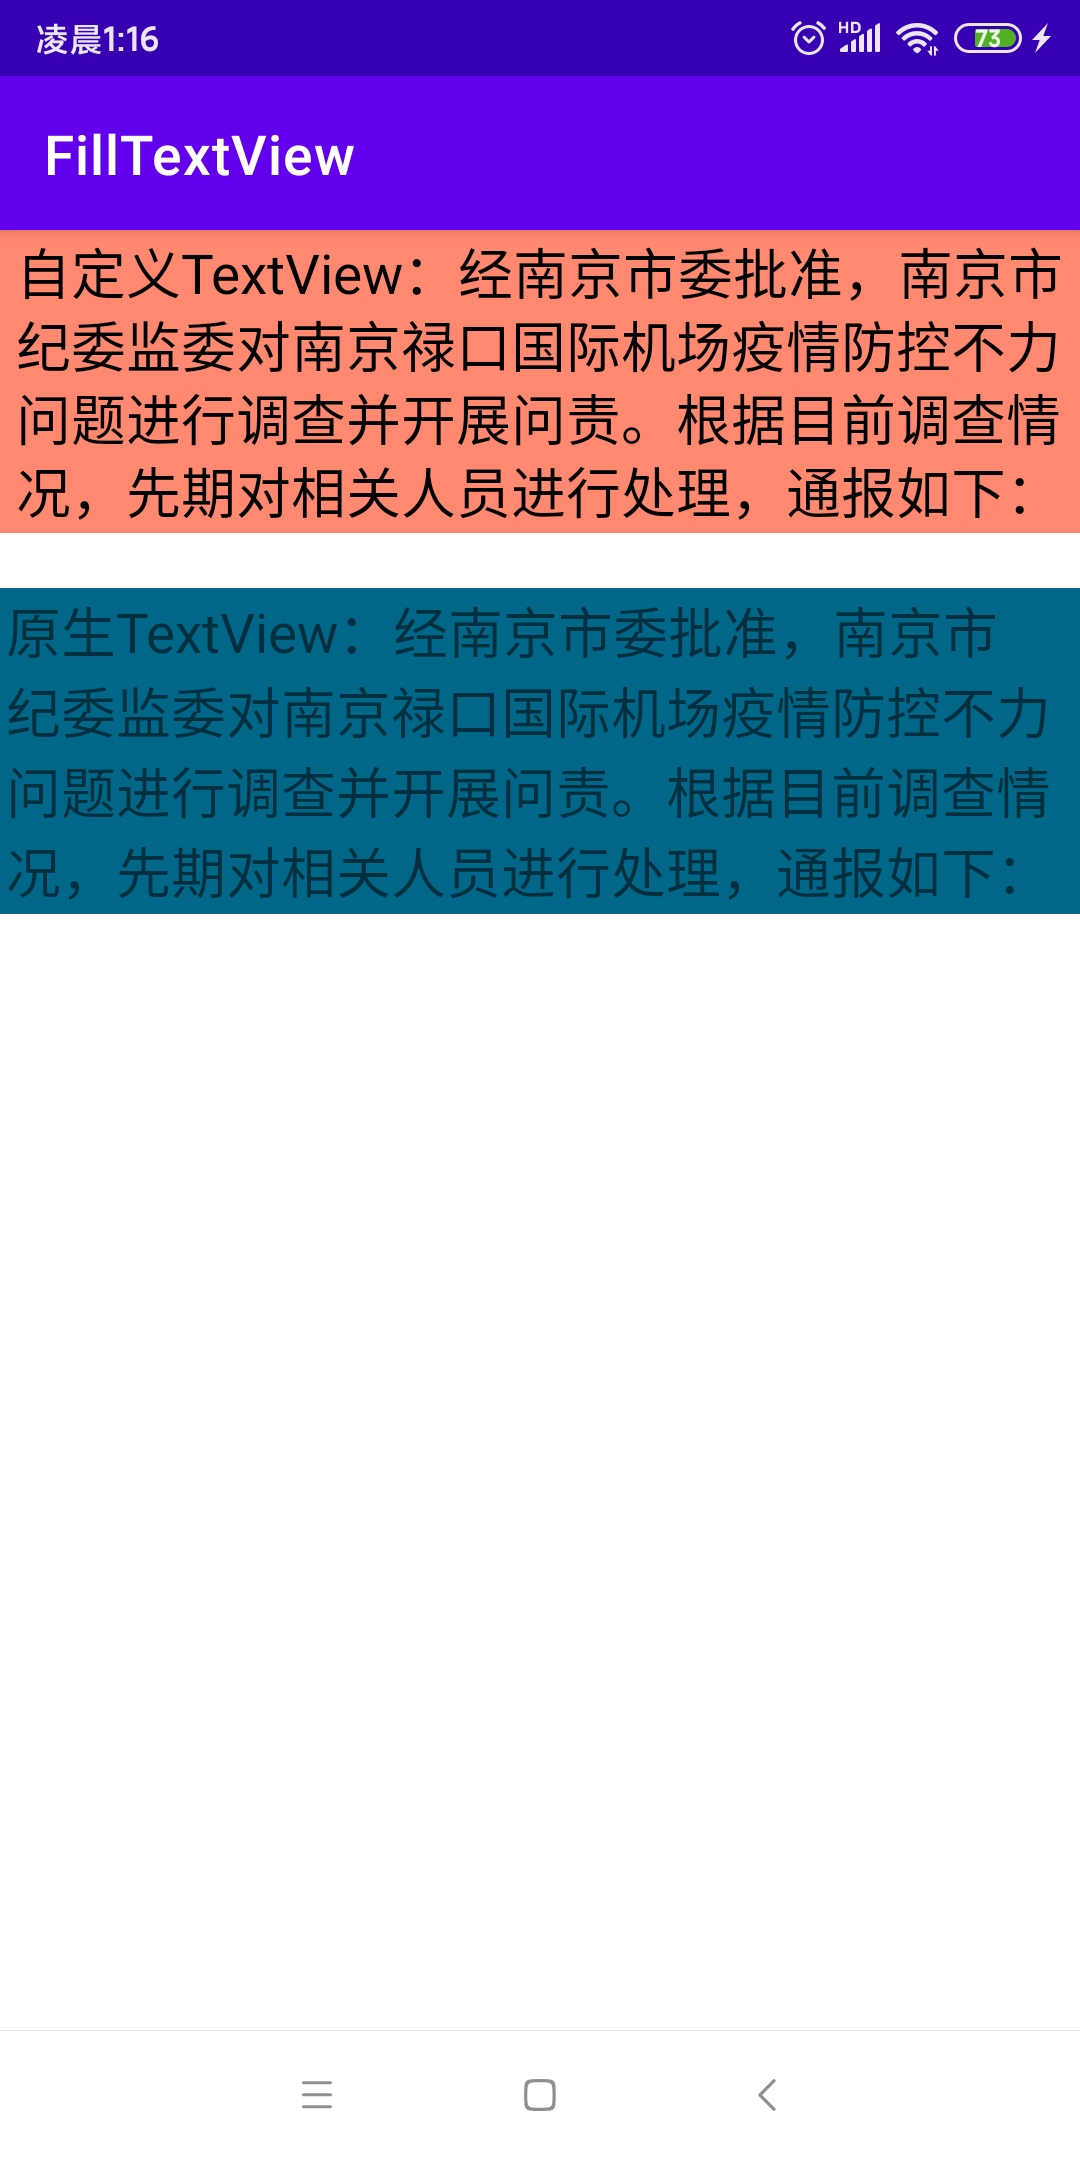 凌晨1:16
HD
73
FillTextView
自定义TextView：经南京市委批准，南京市
纪委监委对南京禄口国际机场疫情防控不力
问题进行调查并开展问责。根据目前调查情
况，先期对相关人员进行处理，通报如下：
原生TextView：经南京市委批准，南京市
纪委监委对南京禄口国际机场疫情防控不力
问题进行调查并开展问责。根据目前调查情
况，先期对相关人员进行处理，通报如下：